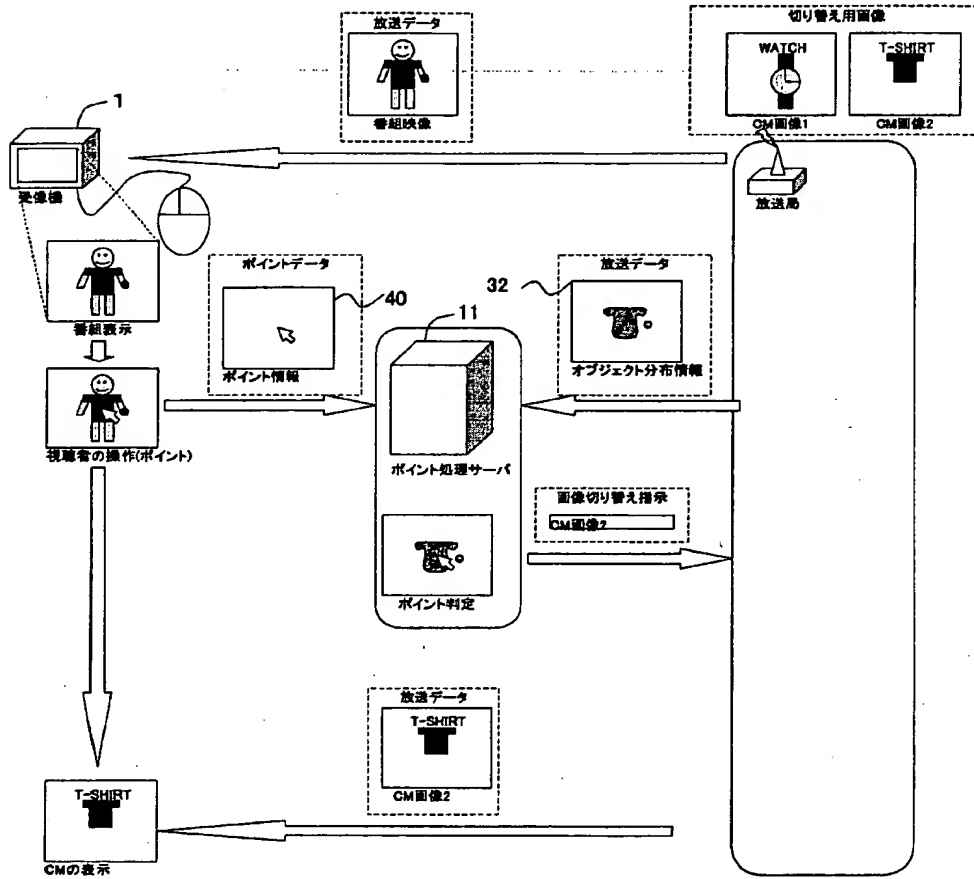 放送データ
番組映像
切り替え用画像
WATCH
CM画像1
T-SHIRT
CM画像2
1
受像機
放送局
番組表示
ポイントデータ
40
ポイント情報
11
32
放送データ
オブジェクト分布情報
視聴者の操作(ポイント)
ポイント処理サーバ
画像切り替え指示
CM画像2
ポイント判定
放送データ
T-SHIRT
CM画像2
T-SHIRT
CMの表示